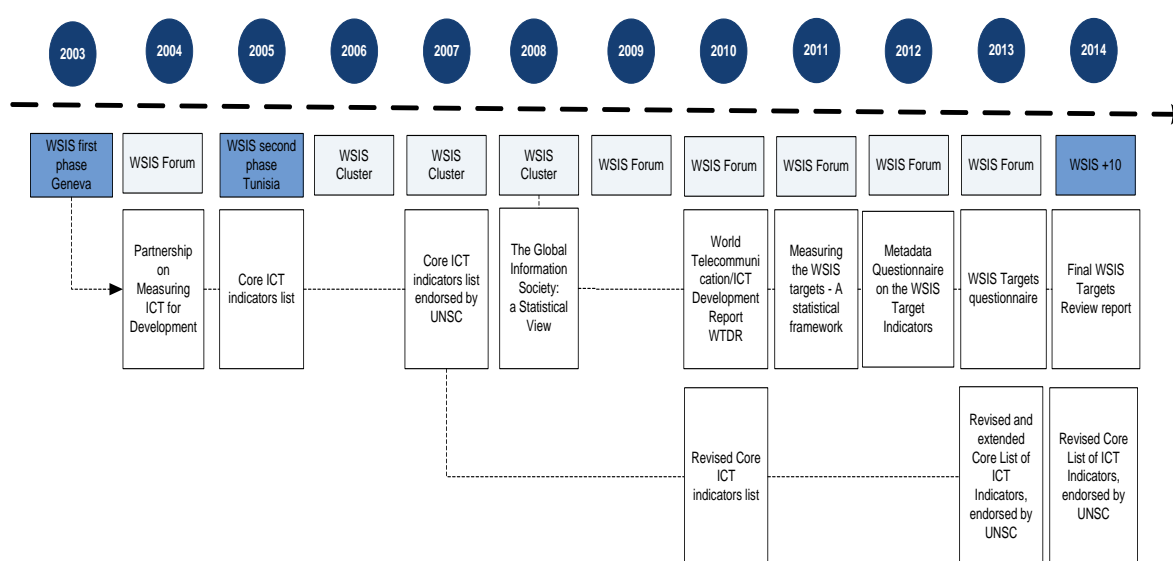 2003
2004
2005
2006
2007
2008
2009
2010
2011
2012
2013
2014
WSIS first
phase
Geneva
WSIS Forum
WSIS second
phase
Tunisia
WSIS
Cluster
WSIS
Cluster
WSIS
Cluster
WSIS Forum
WSIS Forum
WSIS Forum
WSIS Forum
WSIS Forum
WSIS +10
Partnership
on
Measuring
ICT for
Development
Core ICT
indicators list
Core ICT
indicators list
endorsed by
UNSC
The Global
Information
Society:
a Statistical
View
World
Telecommuni
cation/ICT
Development
Report
WTDR
Measuring
the WSIS
targets - A
statistical
framework
Metadata
Questionnaire
on the WSIS
Target
Indicators
WSIS Targets
questionnaire
Final WSIS
Targets
Review report
Revised Core
ICT
indicators list
Revised and
extended
Core List of
ICT
Indicators,
endorsed by
UNSC
Revised Core
List of ICT
Indicators,
endorsed by
UNSC